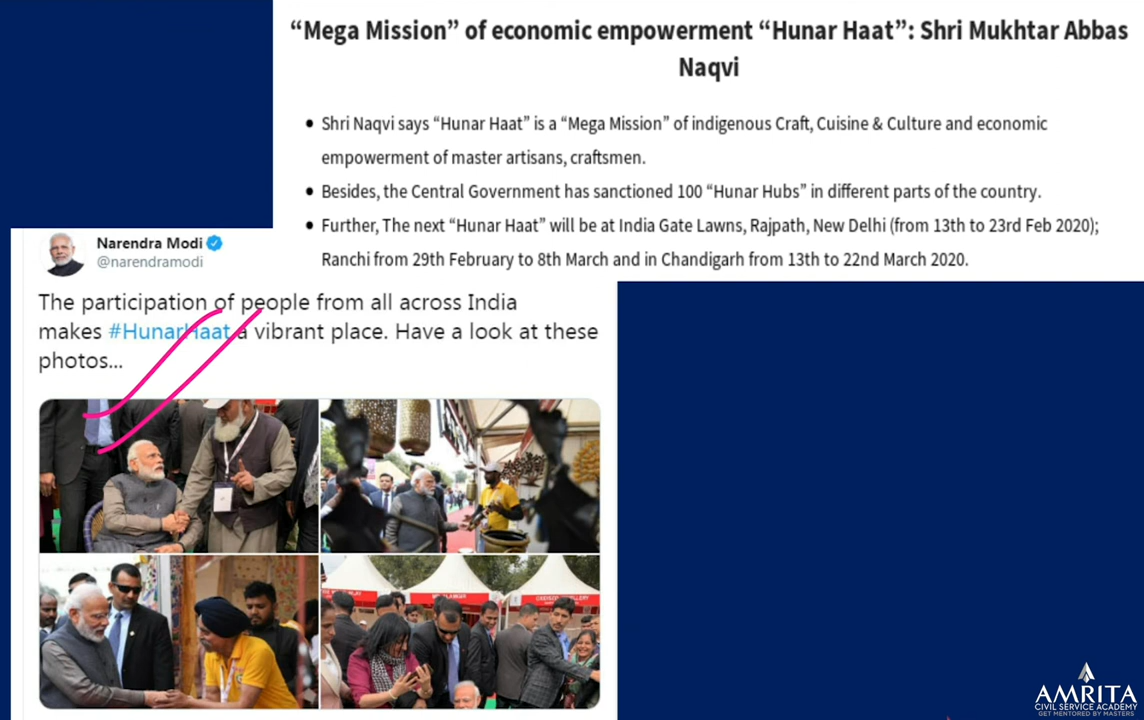 “Mega Mission” of economic empowerment “Hunar Haat”: Shri Mukhtar Abbas
Naqvi
• Shri Naqvi says “Hunar Haat” is a “Mega Mission” of indigenous Craft, Cuisine & Culture and economic
empowerment of master artisans, craftsmen.
• Besides, the Central Government has sanctioned 100 “Hunar Hubs” in different parts of the country.
• Further, The next “Hunar Haat” will be at India Gate Lawns, Rajpath, New Delhi (from 13th to 23rd Feb 2020);
Ranchi from 29th February to 8th March and in Chandigarh from 13th to 22nd March 2020.
Narendra Modi
@narendramodi
The participation of people from all across India
makes #HunarHaat a vibrant place. Have a look at these
photos...
AMRITA
CIVIL SERVICE ACADEMY
GET MENTORED BY MASTERS